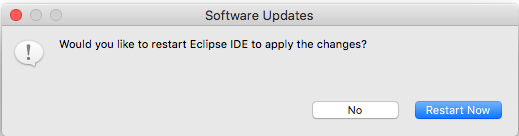 Software Updates
Would you like to restart Eclipse IDE to apply the changes?
No
Restart Now